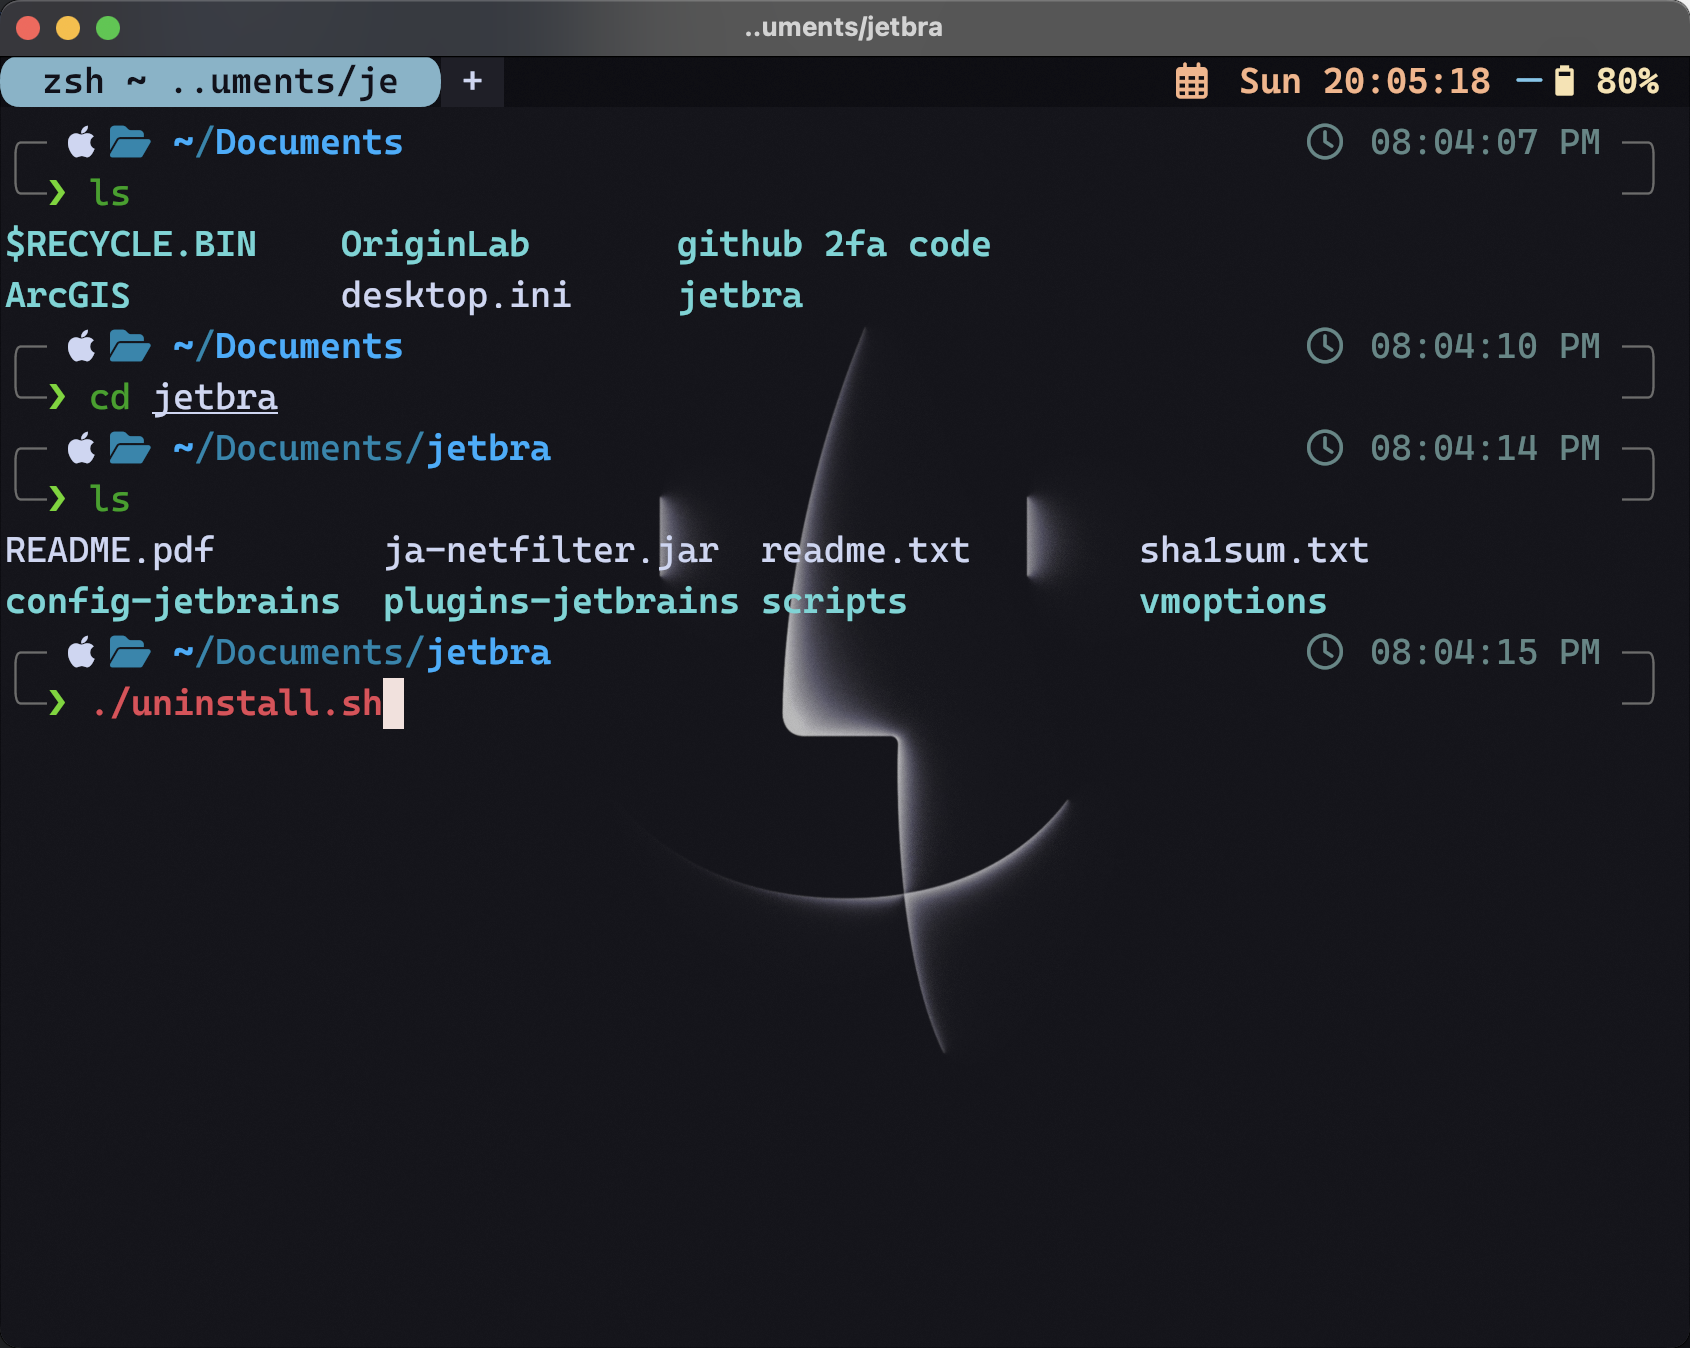 ..uments/jetbra
zsh ~ ..uments/je + Sun 20:05:18 80%
~/Documents 08:04:07 PM
❯ ls
$RECYCLE.BIN OriginLab github 2fa code
ArcGIS desktop.ini jetbra
~/Documents 08:04:10 PM
❯ cd jetbra
~/Documents/jetbra 08:04:14 PM
❯ ls
README.pdf ja-netfilter.jar readme.txt sha1sum.txt
config-jetbrains plugins-jetbrains scripts vmoptions
~/Documents/jetbra 08:04:15 PM
❯ ./uninstall.sh